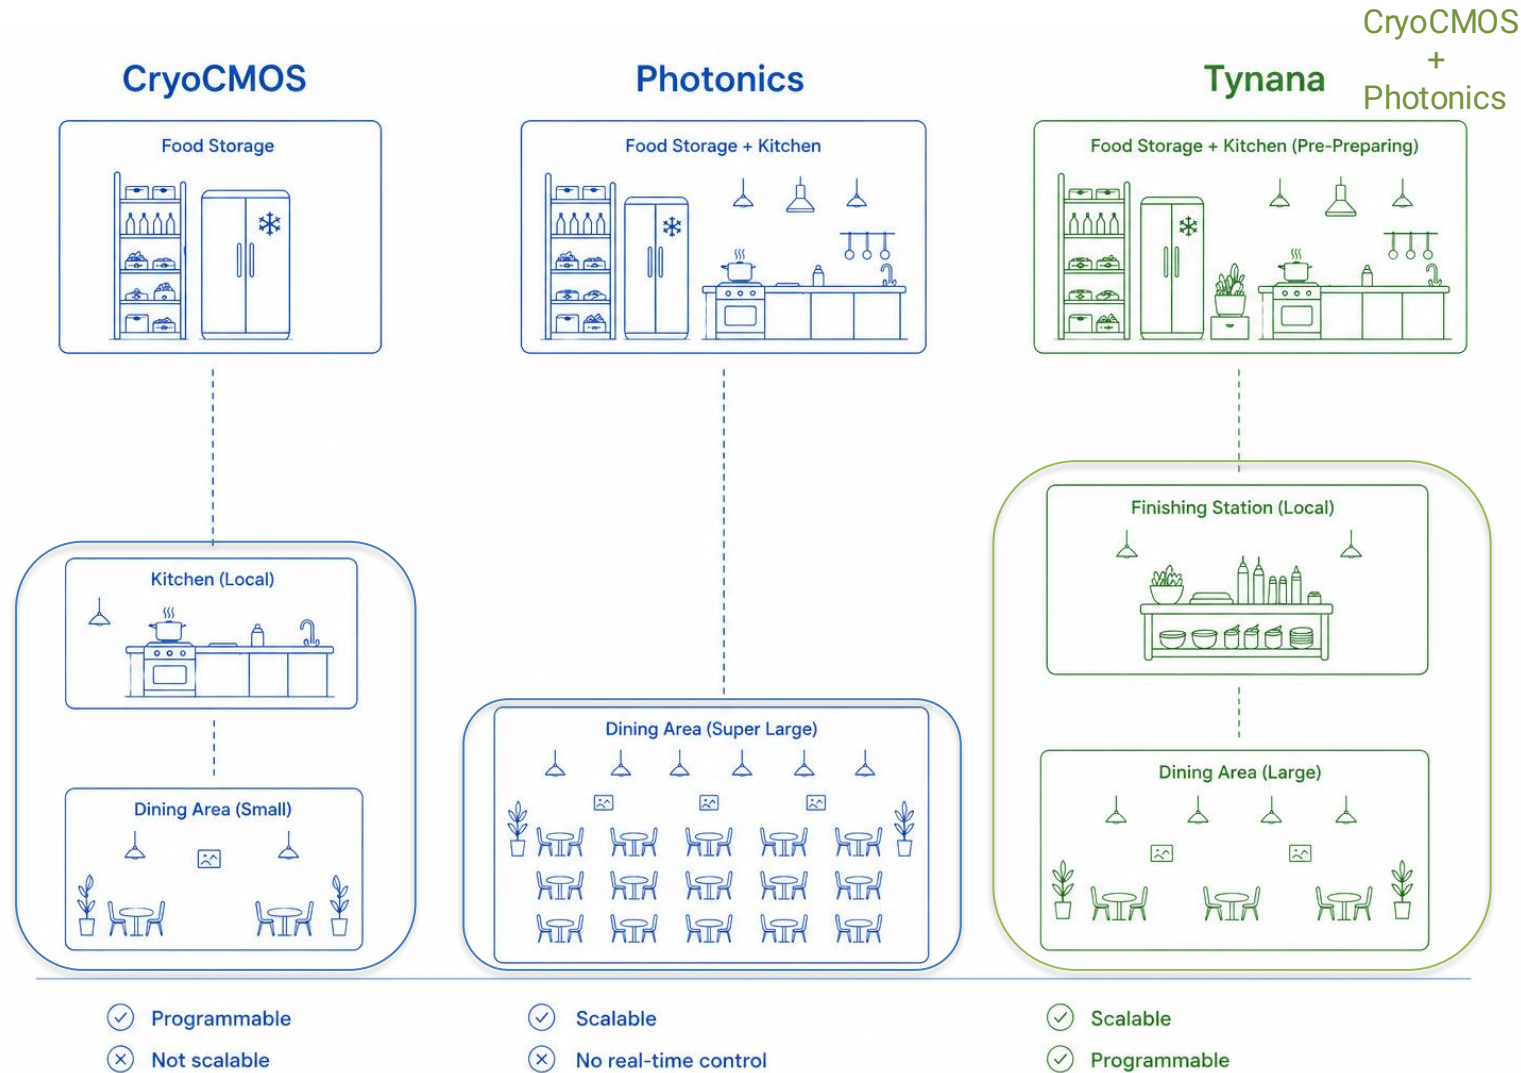 CryoCMOS
+
Photonics
CryoCMOS
Photonics
Tynana
Food Storage
Food Storage + Kitchen
Food Storage + Kitchen (Pre-Preparing)
Kitchen (Local)
Dining Area (Small)
Dining Area (Super Large)
Finishing Station (Local)
Dining Area (Large)
Programmable
Not scalable
Scalable
No real-time control
Scalable
Programmable